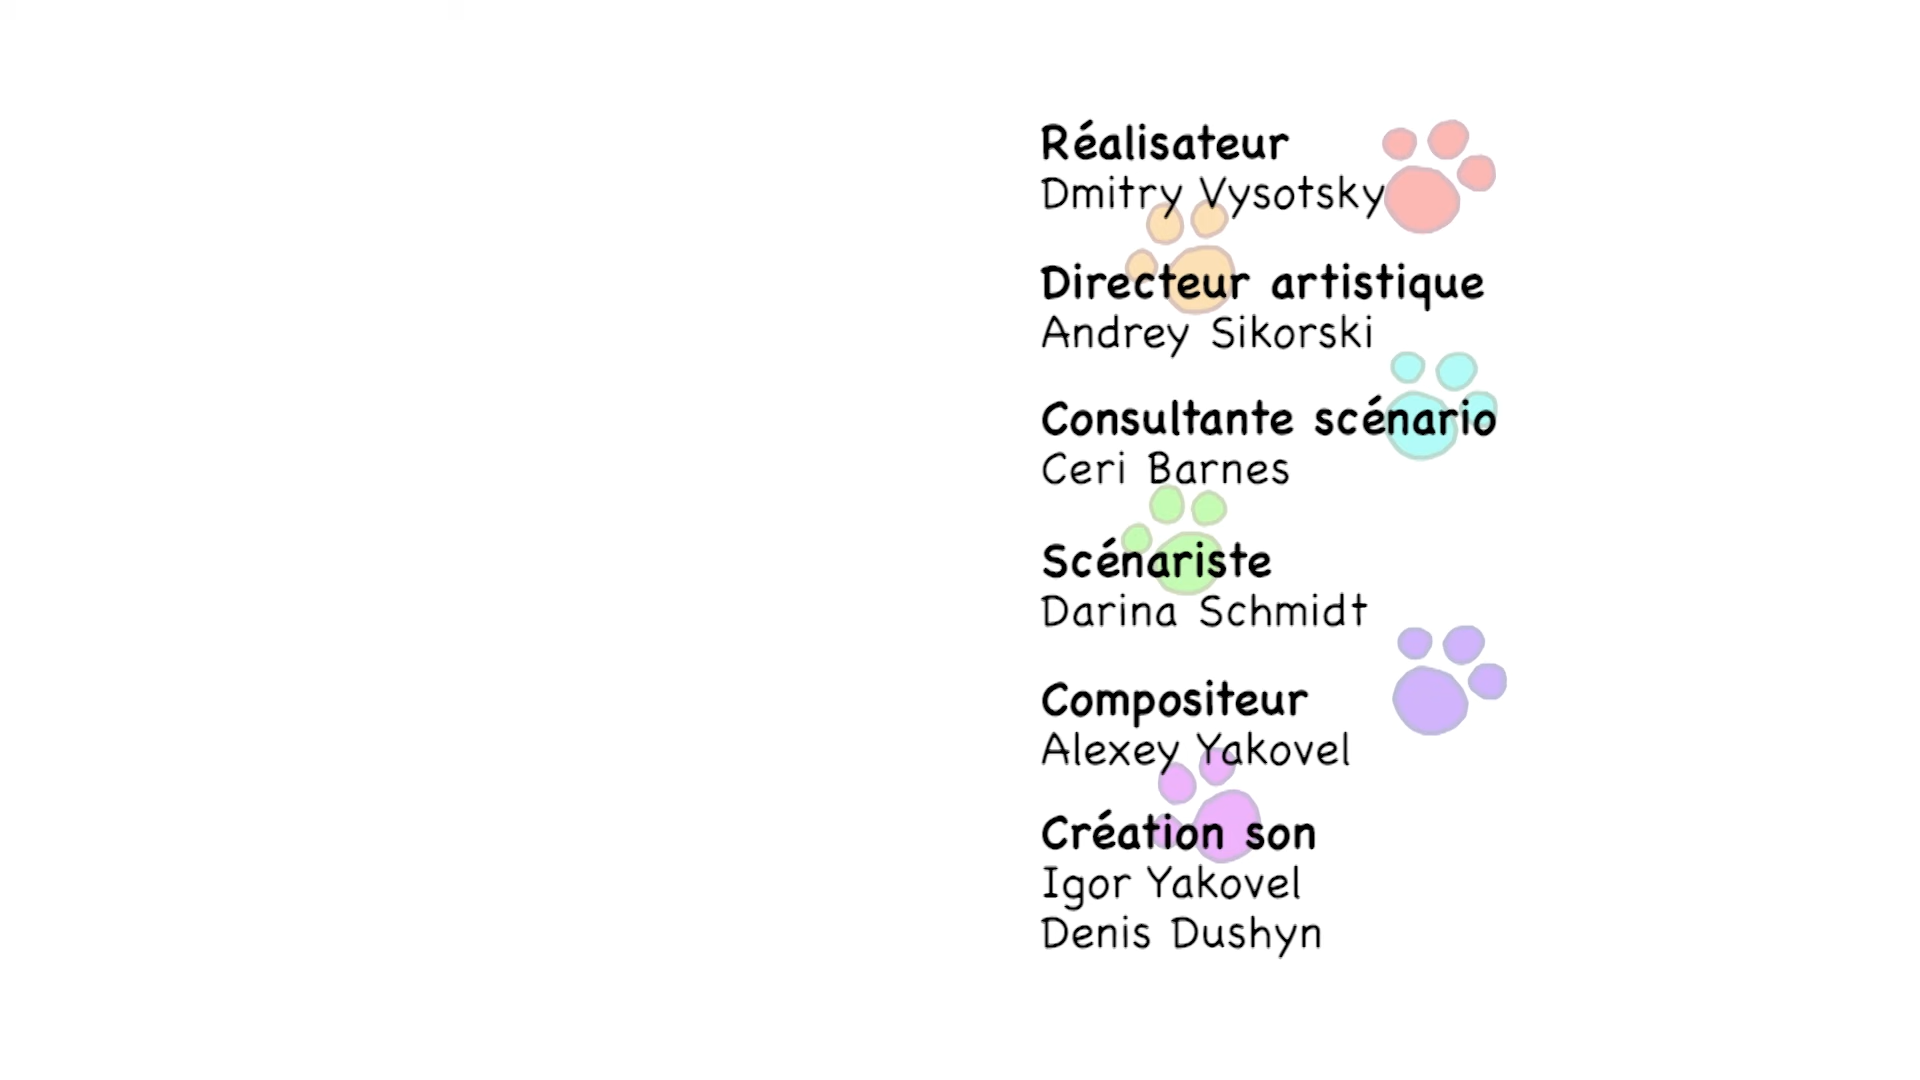 Réalisateur
Dmitry Vysotsky
Directeur artistique
Andrey Sikorski
Consultante scénario
Ceri Barnes
Scénariste
Darina Schmidt
Compositeur
Alexey Yakovel
Création son
Igor Yakovel
Denis Dushyn